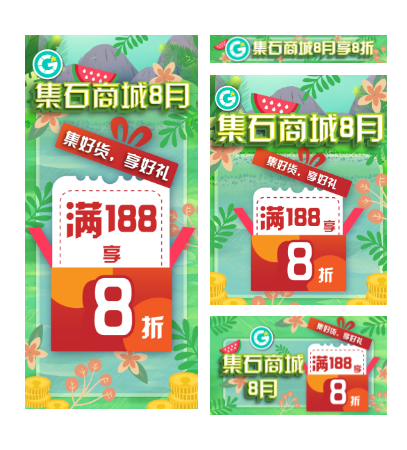 G
集石商城8月
集好货，享好礼
满188
享
8折
G
集石商城8月享8折
G
集石商城8月
集好货，享好礼
满188享
8折
G
集石商城
8月
集好货，享好礼
满188享
8折